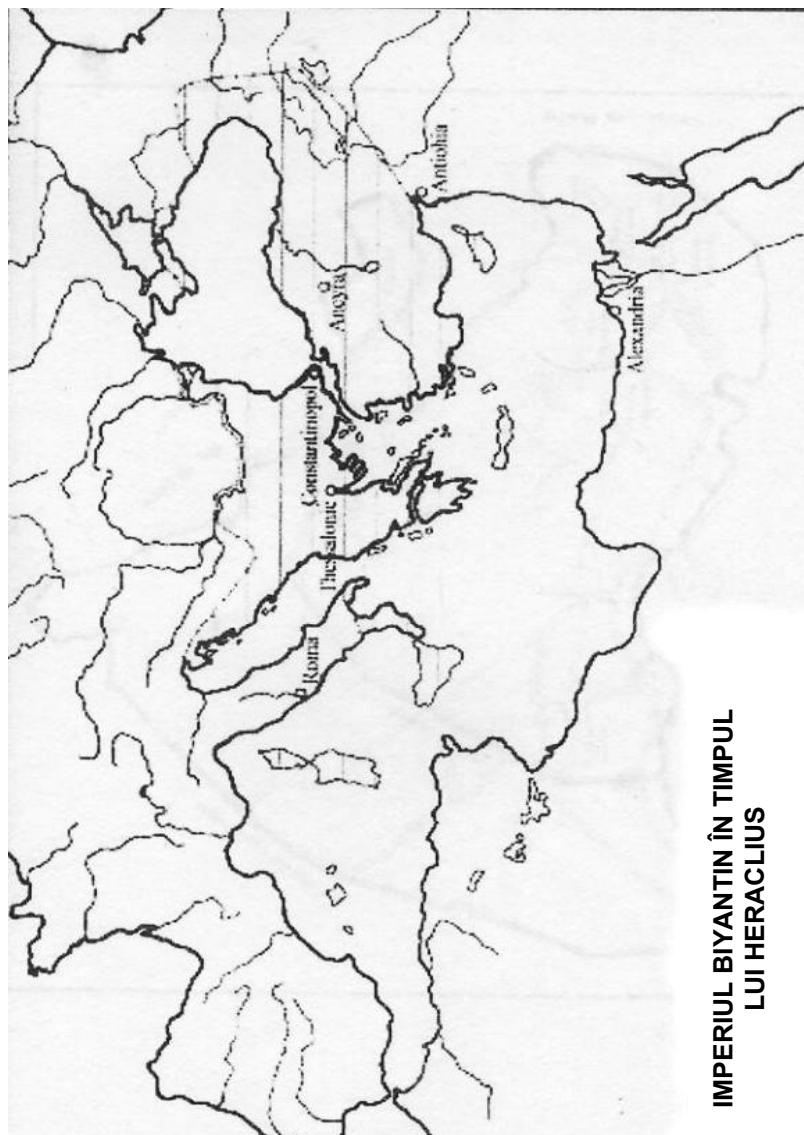 Roma
Thessalonic
Constantinopol
Ancyra
Antiohia
Alexandria
IMPERIUL BIYANTIN ÎN TIMPUL
LUI HERACLIUS